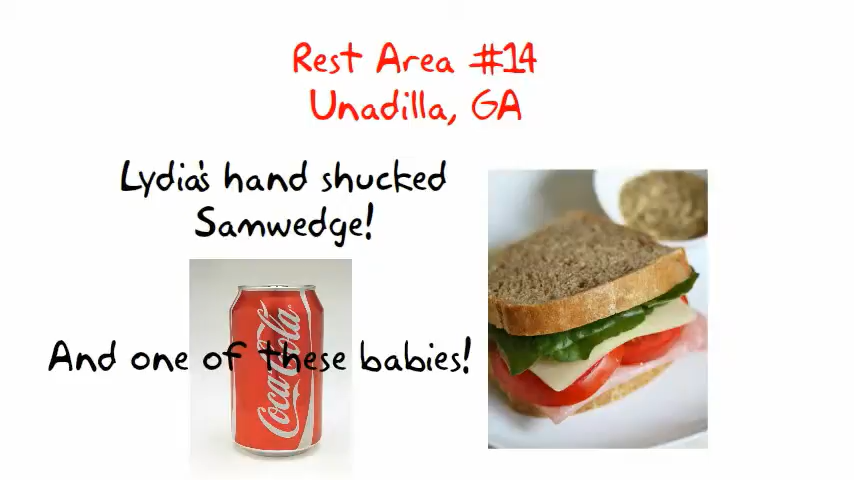 Rest Area #14
Unadilla, GA
Lydia's hand shucked
Samwedge!
And one of these babies!
Coca-Cola